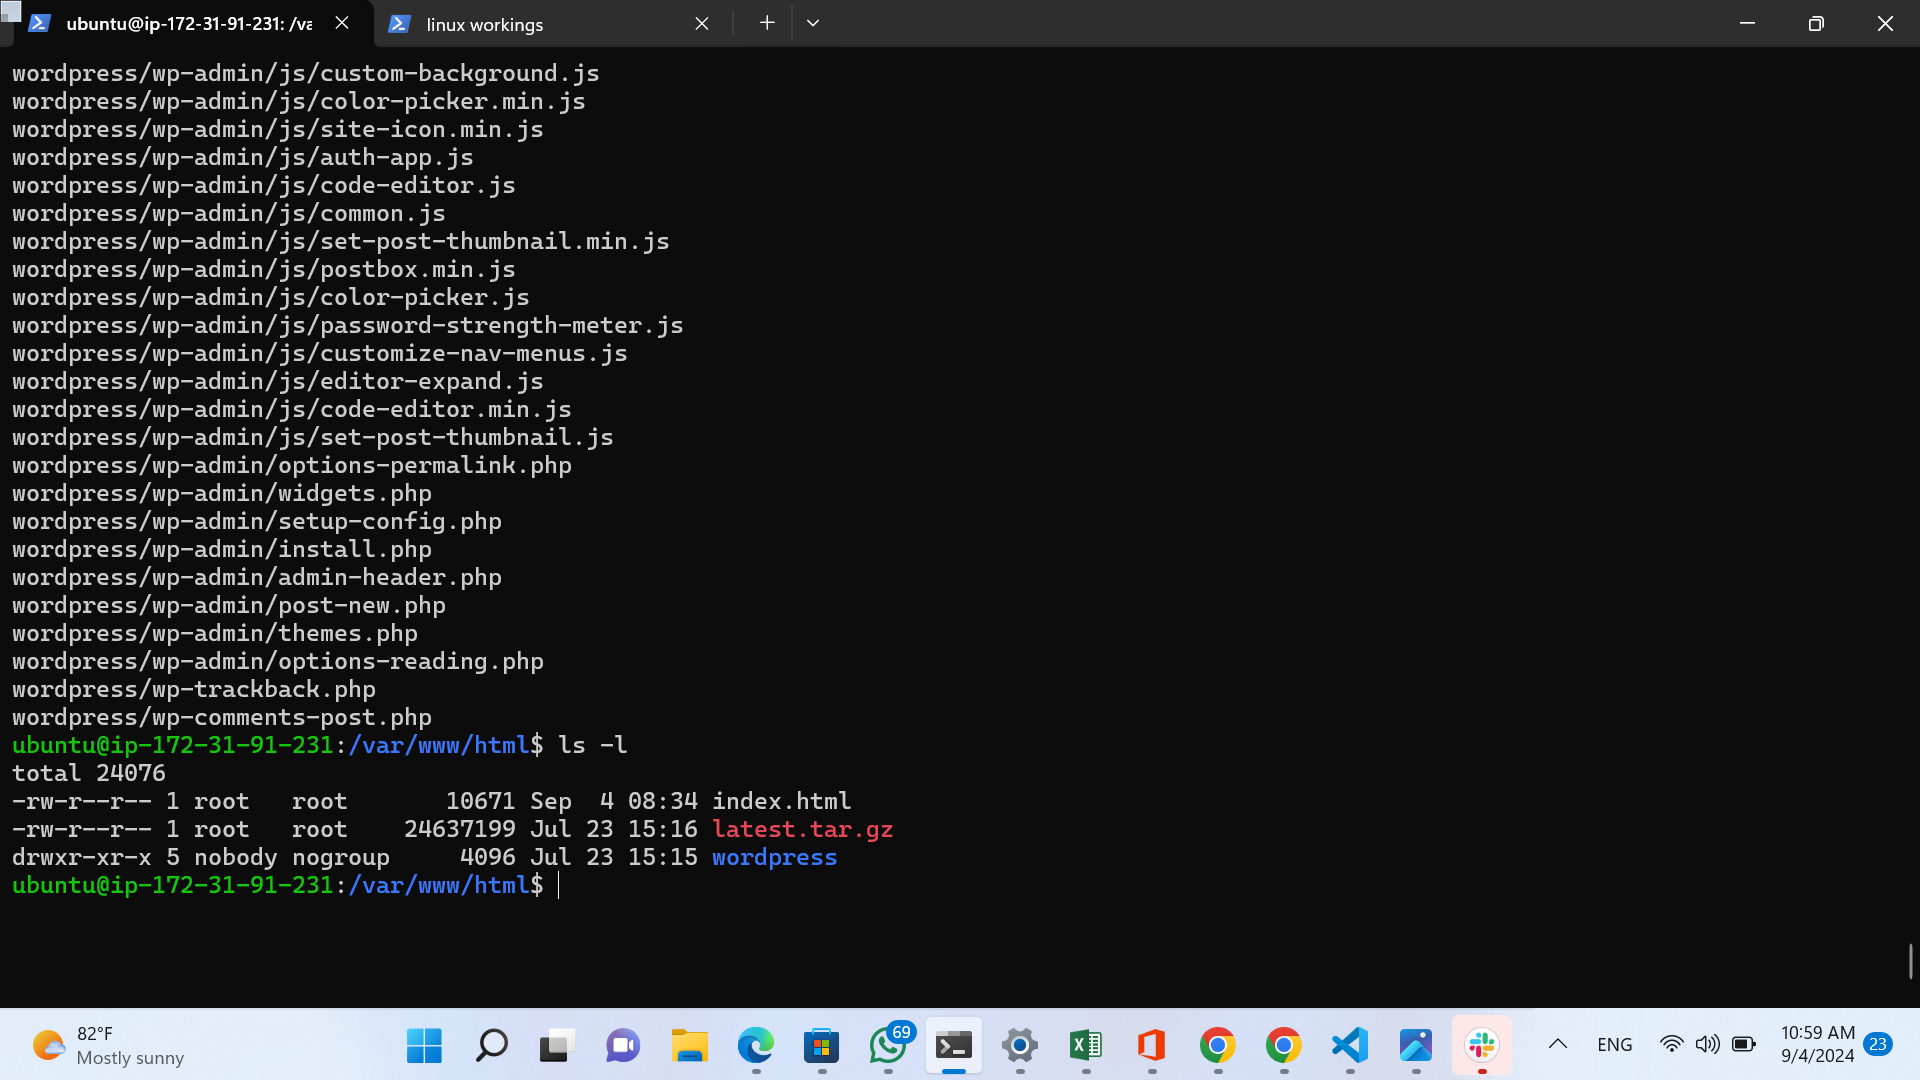 ubuntu@ip-172-31-91-231: /va
linux workings
wordpress/wp-admin/js/custom-background.js
wordpress/wp-admin/js/color-picker.min.js
wordpress/wp-admin/js/site-icon.min.js
wordpress/wp-admin/js/auth-app.js
wordpress/wp-admin/js/code-editor.js
wordpress/wp-admin/js/common.js
wordpress/wp-admin/js/set-post-thumbnail.min.js
wordpress/wp-admin/js/postbox.min.js
wordpress/wp-admin/js/color-picker.js
wordpress/wp-admin/js/password-strength-meter.js
wordpress/wp-admin/js/customize-nav-menus.js
wordpress/wp-admin/js/editor-expand.js
wordpress/wp-admin/js/code-editor.min.js
wordpress/wp-admin/js/set-post-thumbnail.js
wordpress/wp-admin/options-permalink.php
wordpress/wp-admin/widgets.php
wordpress/wp-admin/setup-config.php
wordpress/wp-admin/install.php
wordpress/wp-admin/admin-header.php
wordpress/wp-admin/post-new.php
wordpress/wp-admin/themes.php
wordpress/wp-admin/options-reading.php
wordpress/wp-trackback.php
wordpress/wp-comments-post.php
ubuntu@ip-172-31-91-231:/var/www/html$ ls -l
total 24076
-rw-r--r-- 1 root   root       10671 Sep  4 08:34 index.html
-rw-r--r-- 1 root   root    24637199 Jul 23 15:16 latest.tar.gz
drwxr-xr-x 5 nobody nogroup     4096 Jul 23 15:15 wordpress
ubuntu@ip-172-31-91-231:/var/www/html$
82°F
Mostly sunny
69
ENG
10:59 AM
9/4/2024
23